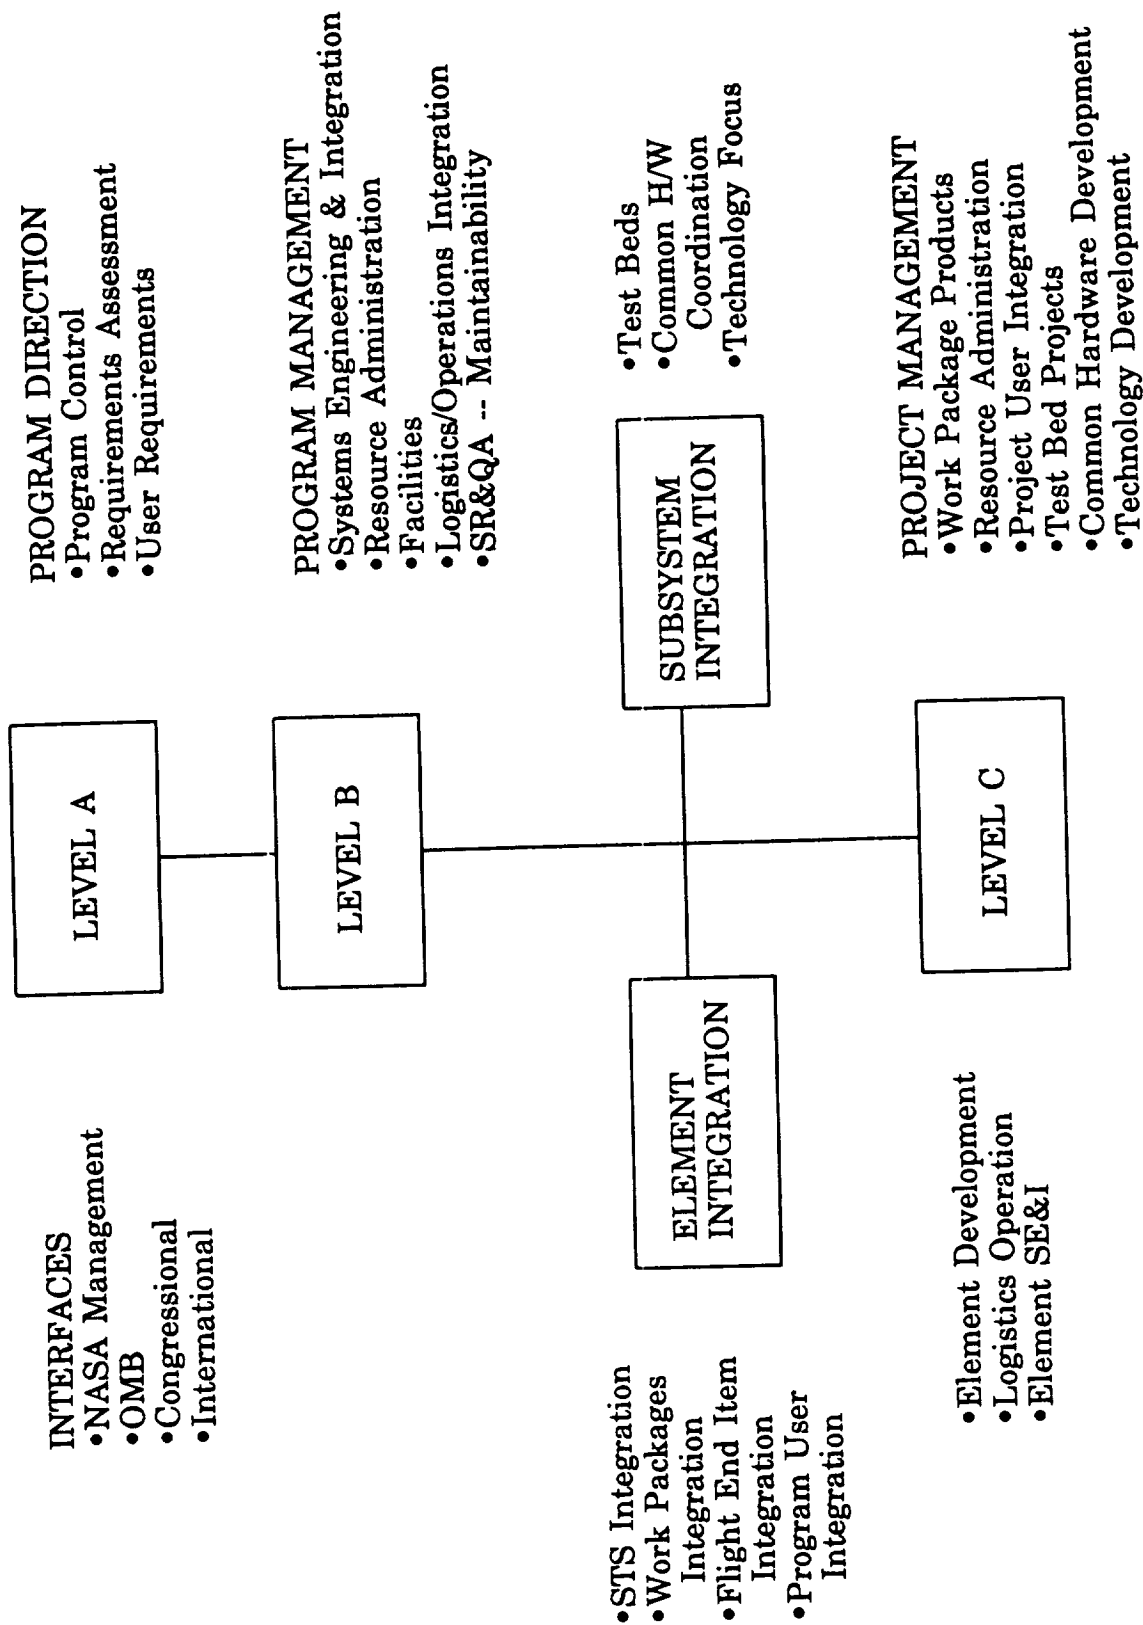 INTERFACES
•NASA Management
•OMB
•Congressional
•International
LEVEL A
PROGRAM DIRECTION
•Program Control
•Requirements Assessment
•User Requirements
LEVEL B
PROGRAM MANAGEMENT
•Systems Engineering & Integration
•Resource Administration
•Facilities
•Logistics/Operations Integration
•SR&QA -- Maintainability
•STS Integration
•Work Packages
Integration
•Flight End Item
Integration
•Program User
Integration
ELEMENT
INTEGRATION
SUBSYSTEM
INTEGRATION
•Test Beds
•Common H/W
Coordination
•Technology Focus
•Element Development
•Logistics Operation
•Element SE&I
LEVEL C
PROJECT MANAGEMENT
•Work Package Products
•Resource Administration
•Project User Integration
•Test Bed Projects
•Common Hardware Development
•Technology Development